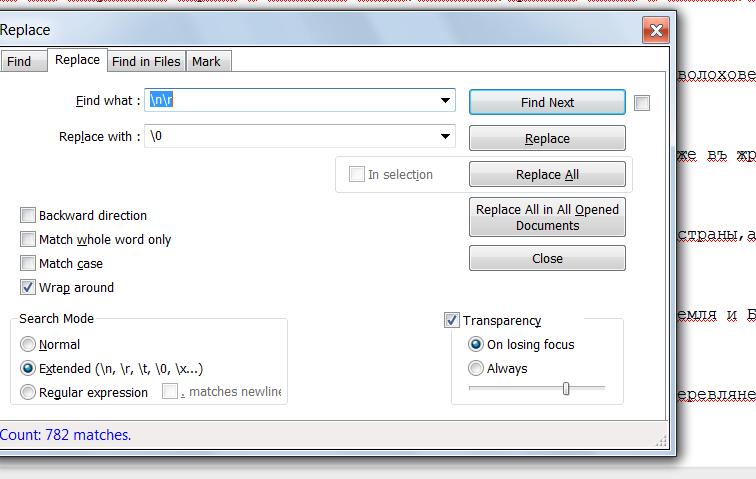 Replace
Find Replace Find in Files Mark
Find what : \n\r Find Next
волохове
Replace with : \0 Replace
же въ
In selection Replace All
Backward direction Replace All in All Opened Documents
страны,а
Match whole word only
Match case Close
Wrap around
емля и Б
Search Mode Transparency
Normal On losing focus
Extended (\n, \r, \t, \0, \x...) Always
Regular expression . matches newline
еревляне
Count: 782 matches.